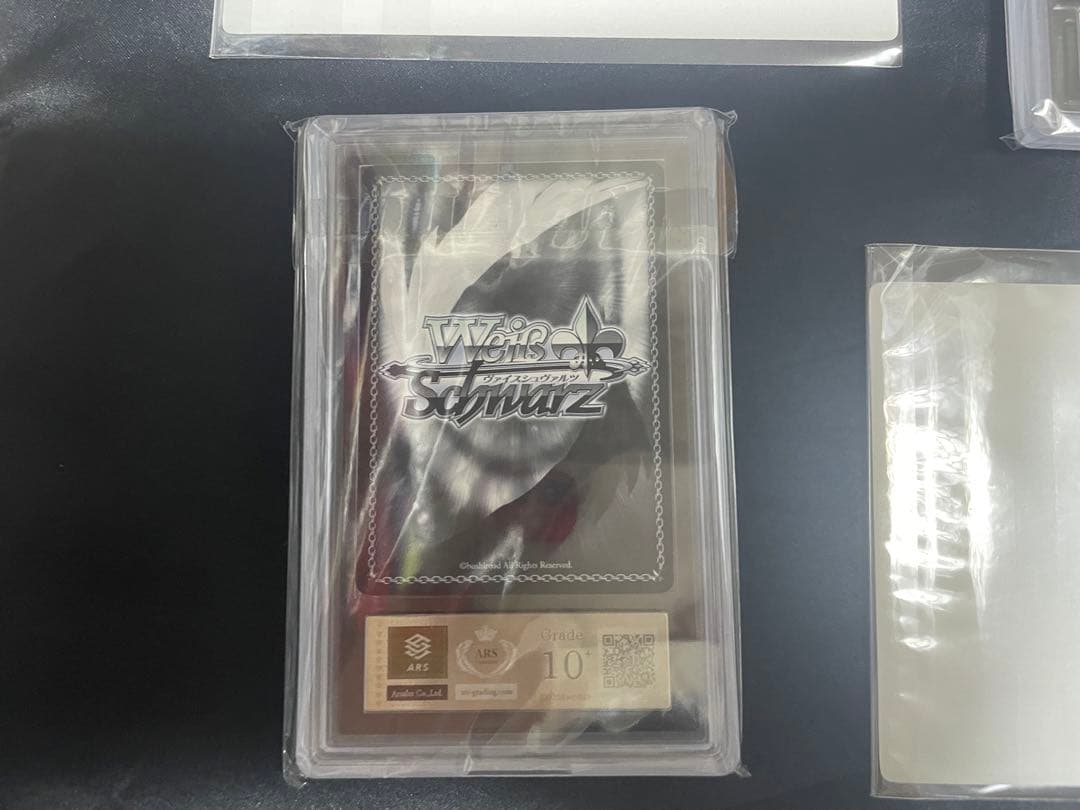 Weiß
ヴァイスシュヴァルツ
Schwarz
©bushiroad All Rights Reserved.
ARS
Arsales Co.,Ltd.
ARS
ars-grading.com
Grade
10+